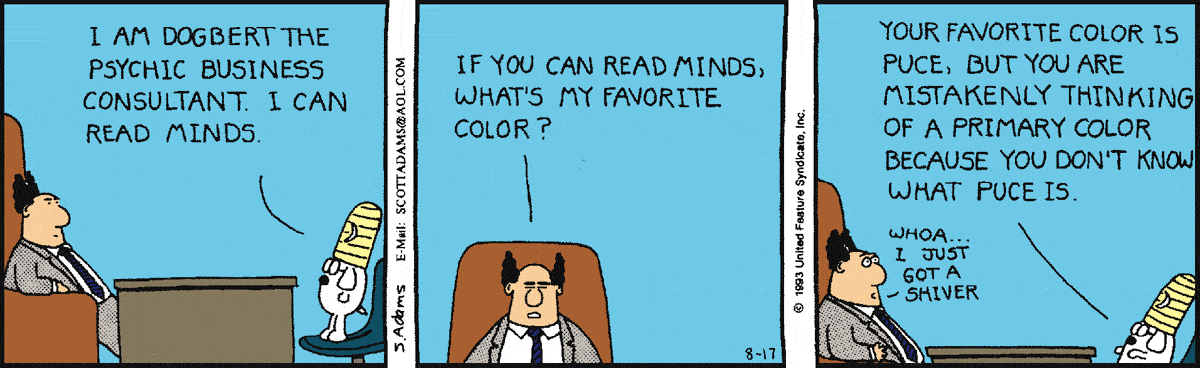 I AM DOGBERT THE
PSYCHIC BUSINESS
CONSULTANT. I CAN
READ MINDS.
S.Adams E-Mail: SCOTTADAMS@AOL.COM
IF YOU CAN READ MINDS,
WHAT'S MY FAVORITE
COLOR?
8-17
© 1993 United Feature Syndicate, Inc.
YOUR FAVORITE COLOR IS
PUCE, BUT YOU ARE
MISTAKENLY THINKING
OF A PRIMARY COLOR
BECAUSE YOU DON'T KNOW
WHAT PUCE IS.
WHOA...
I JUST
GOT A
SHIVER